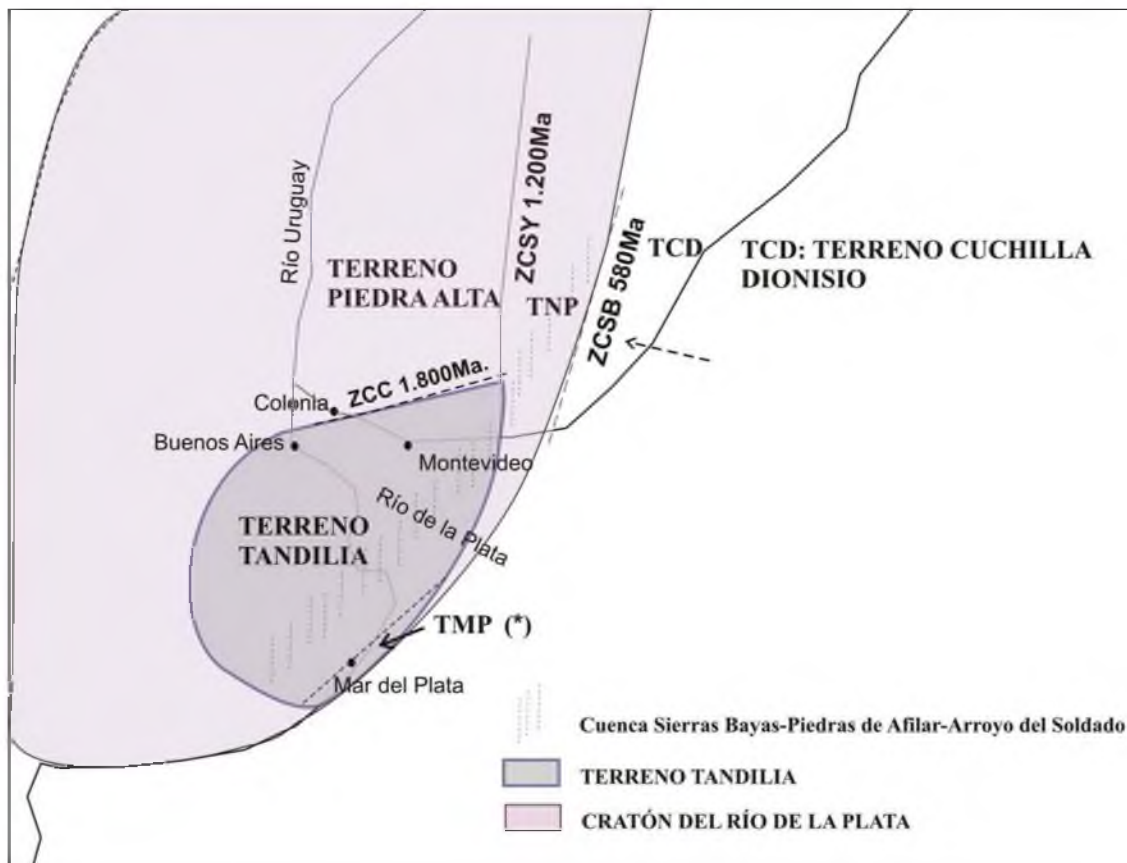 Río Uruguay
ZCSY 1.200Ma
TERRENO
PIEDRA ALTA
TNP
ZCSB 580Ma
TCD
TCD: TERRENO CUCHILLA
DIONISIO
ZCC 1.800Ma.
Colonia
Buenos Aires
Montevideo
Río de la Plata
TERRENO
TANDILIA
TMP (*)
Mar del Plata
Cuenca Sierras Bayas-Piedras de Afilar-Arroyo del Soldado
TERRENO TANDILIA
CRATÓN DEL RÍO DE LA PLATA